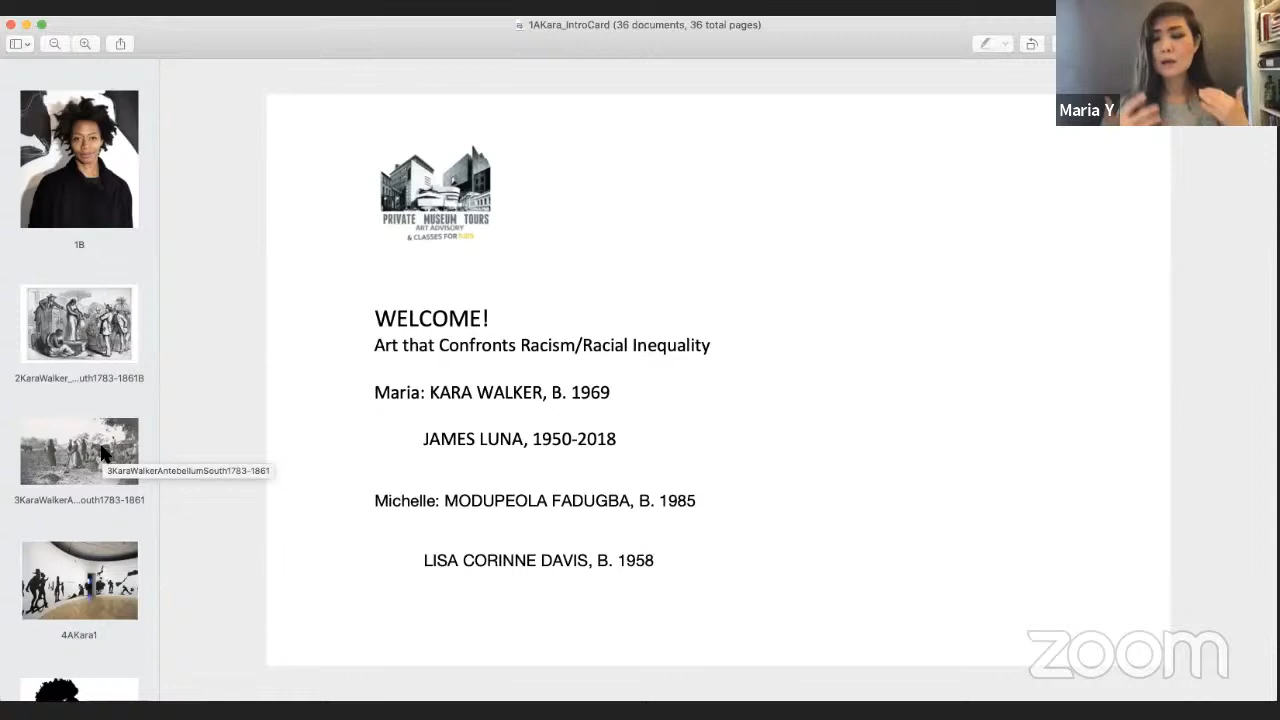 1AKara_IntroCard (36 documents, 36 total pages)
Maria Y
1B
2KaraWalker_...uth1783-1861B
3KaraWalkerAntebellumSouth1783-1861
3KaraWalkerA...outh1783-1861
4AKara1
PRIVATE MUSEUM TOURS
ART ADVISORY
& CLASSES FOR KIDS
WELCOME!
Art that Confronts Racism/Racial Inequality
Maria: KARA WALKER, B. 1969
JAMES LUNA, 1950-2018
Michelle: MODUPEOLA FADUGBA, B. 1985
LISA CORINNE DAVIS, B. 1958
zoom